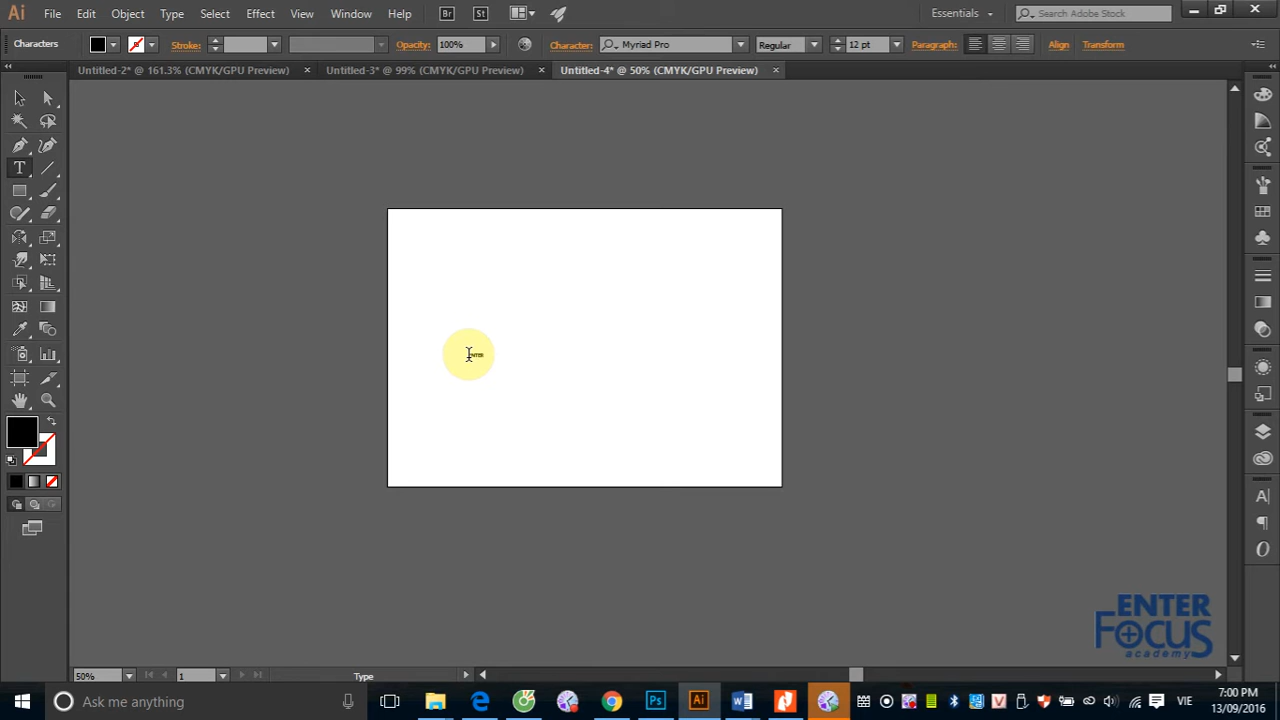 Ai File Edit Object Type Select Effect View Window Help Br St Essentials Search Adobe Stock
Characters Stroke: Opacity: 100% Character: Myriad Pro Regular 12 pt Paragraph: Align Transform
Untitled-2* @ 161.3% (CMYK/GPU Preview) Untitled-3* @ 99% (CMYK/GPU Preview) Untitled-4* @ 50% (CMYK/GPU Preview)
ENTER
ENTER
FOCUS
academy
50% 1 Type
Ask me anything Ps Ai VIE 7:00 PM
13/09/2016